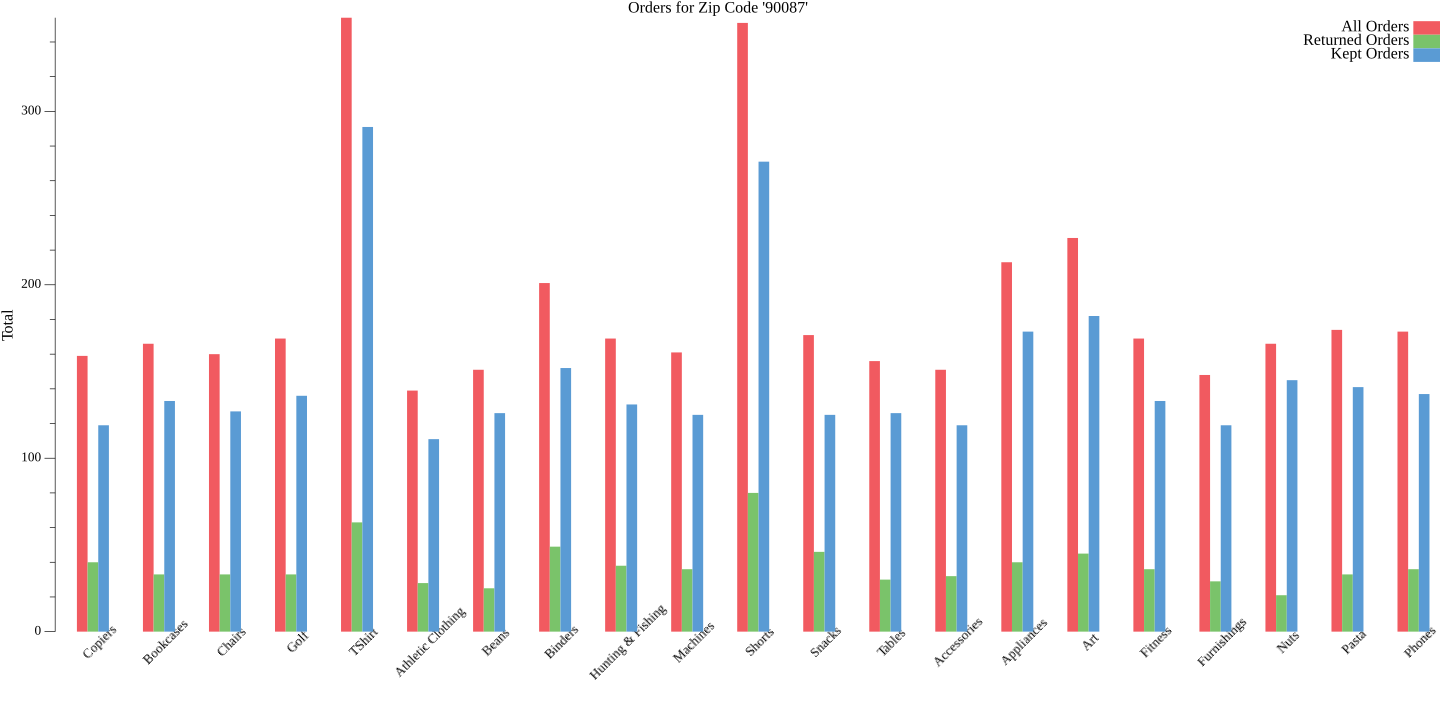 Orders for Zip Code '90087'
All Orders
Returned Orders
Kept Orders
Total
300
200
100
0
Copiers
Bookcases
Chairs
Golf
TShirt
Athletic Clothing
Beans
Binders
Hunting & Fishing
Machines
Shorts
Snacks
Tables
Accessories
Appliances
Art
Fitness
Furnishings
Nuts
Pasta
Phones